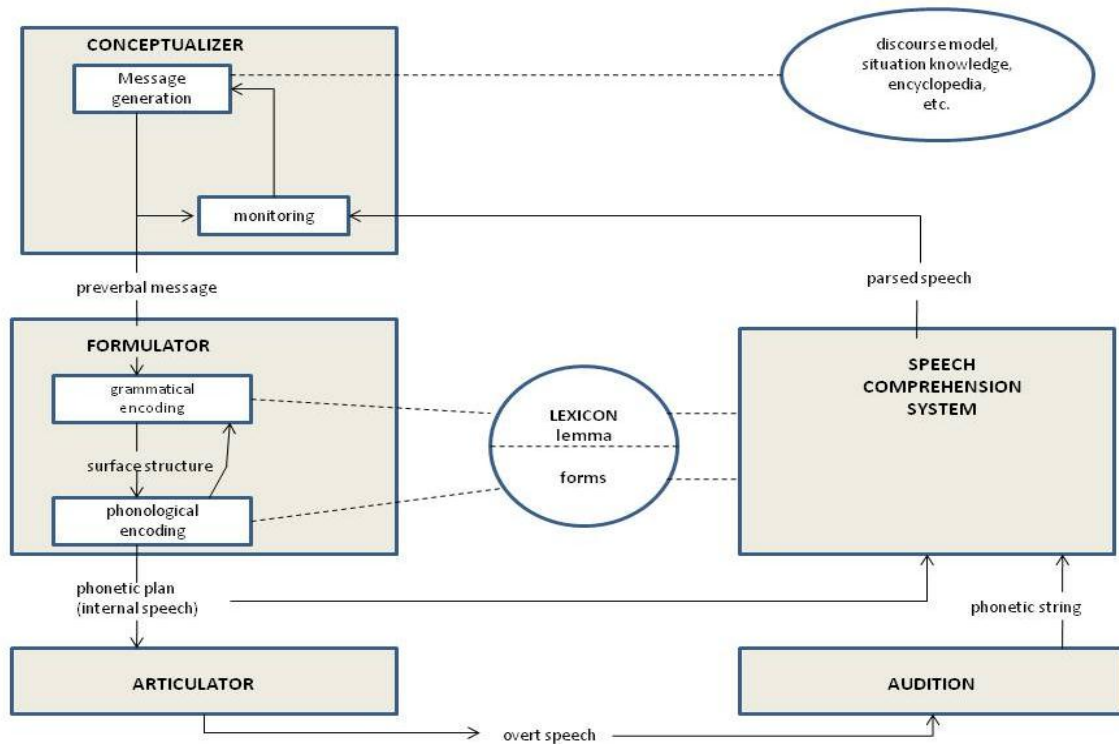 CONCEPTUALIZER
Message
generation
monitoring
discourse model,
situation knowledge,
encyclopedia,
etc.
preverbal message
parsed speech
FORMULATOR
grammatical
encoding
surface structure
phonological
encoding
LEXICON
lemma
forms
SPEECH
COMPREHENSION
SYSTEM
phonetic plan
(internal speech)
phonetic string
ARTICULATOR
AUDITION
overt speech